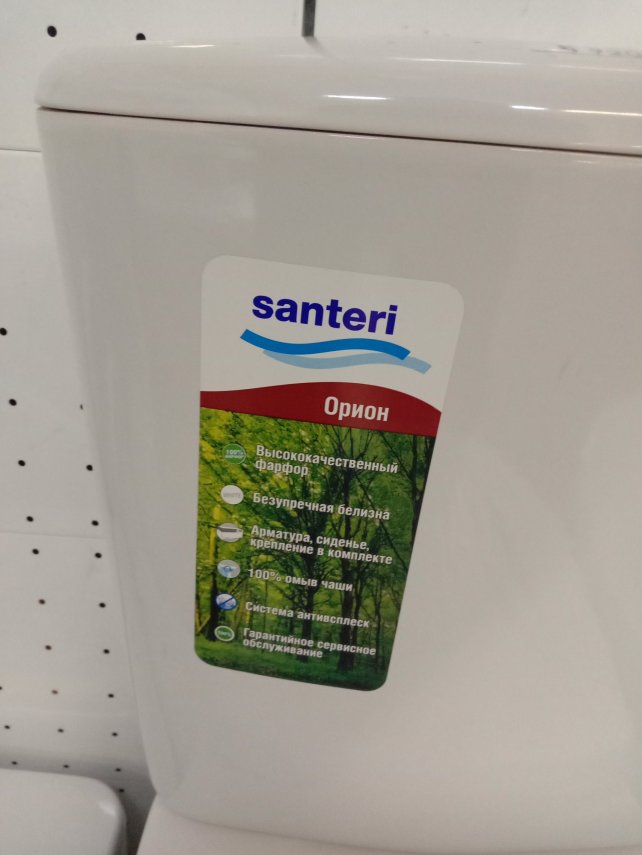 santeri
Орион
Высококачественный
фарфор
Безупречная белизна
Арматура, сиденье,
крепление в комплекте
100% омыв чаши
Система антивсплеск
Гарантийное сервисное
обслуживание